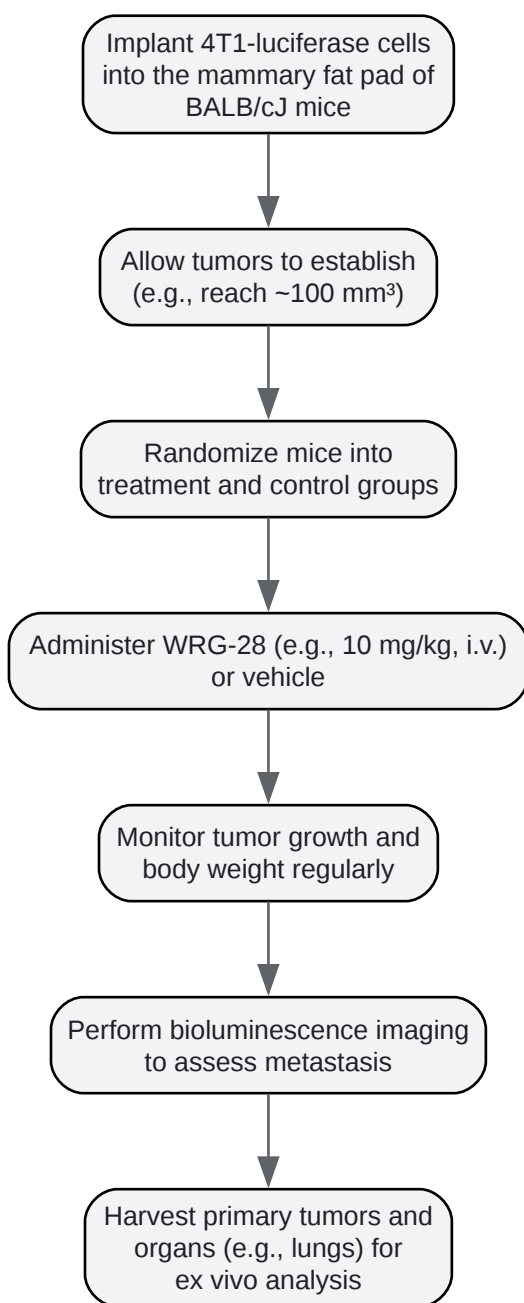 Implant 4T1-luciferase cells
into the mammary fat pad of
BALB/cJ mice
Allow tumors to establish
(e.g., reach ~100 mm³)
Randomize mice into
treatment and control groups
Administer WRG-28 (e.g., 10 mg/kg, i.v.)
or vehicle
Monitor tumor growth and
body weight regularly
Perform bioluminescence imaging
to assess metastasis
Harvest primary tumors and
organs (e.g., lungs) for
ex vivo analysis